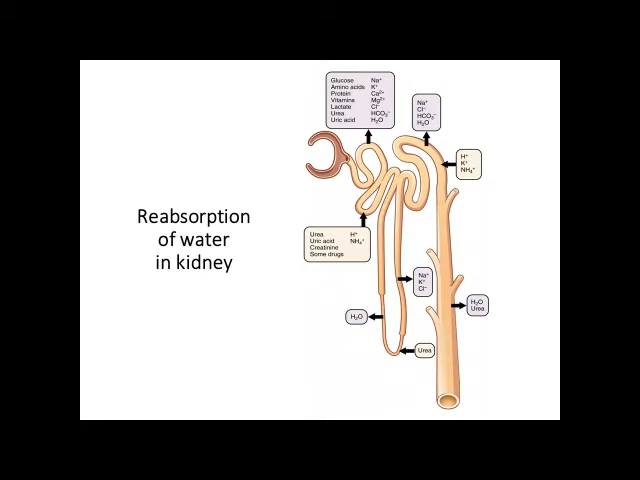 Reabsorption
of water
in kidney
Glucose Na⁺
Amino acids K⁺
Protein Ca²⁺
Vitamins Mg²⁺
Lactate Cl⁻
Urea HCO₃⁻
Uric acid H₂O
Na⁺
Cl⁻
HCO₃⁻
H₂O
H⁺
K⁺
NH₄⁺
Urea H⁺
Uric acid NH₄⁺
Creatinine
Some drugs
Na⁺
K⁺
Cl⁻
H₂O
Urea
H₂O
Urea